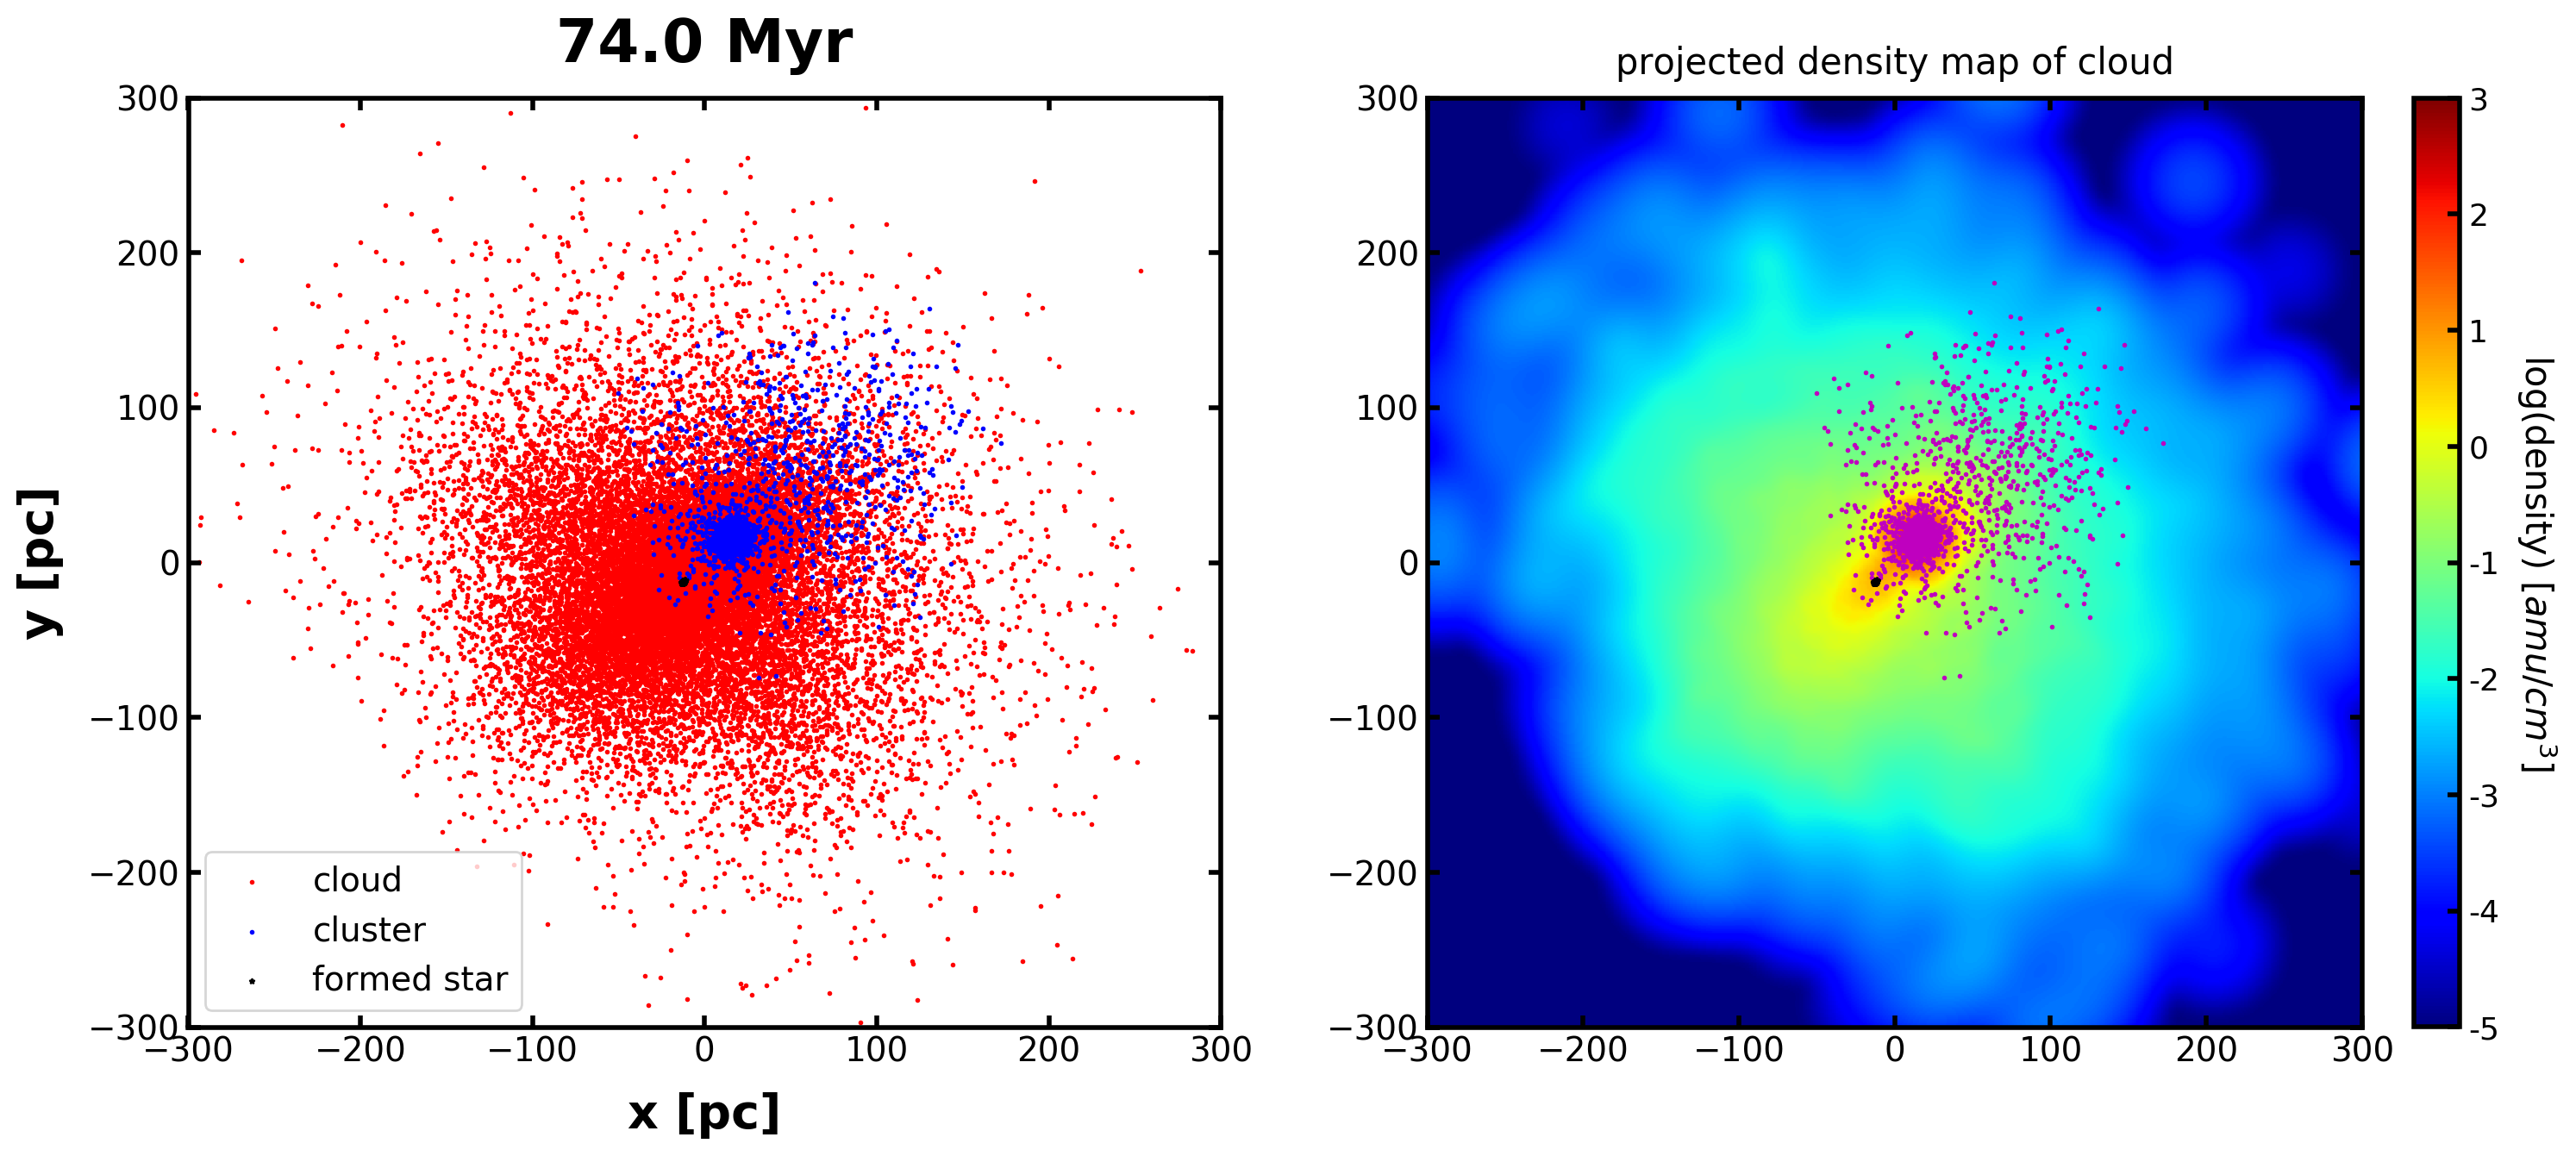 74.0 Myr
projected density map of cloud
300
200
100
0
−100
−200
−300
y [pc]
−300 −200 −100 0 100 200 300
x [pc]
cloud
cluster
formed star
300
200
100
0
−100
−200
−300
−300 −200 −100 0 100 200 300
3
2
1
0
-1
-2
-3
-4
-5
log(density) [amu/cm³]